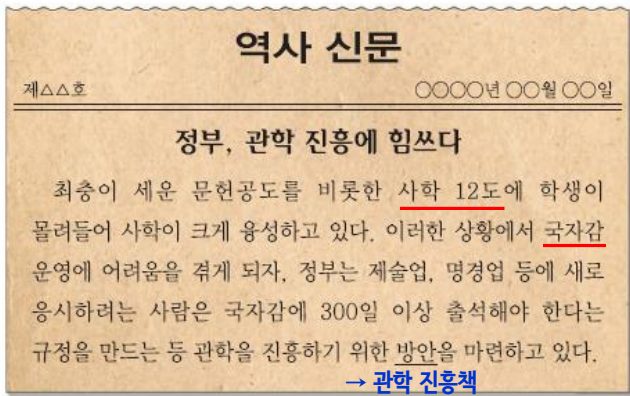 역사 신문
제△△호 ○○○○년 ○○월 ○○일
정부, 관학 진흥에 힘쓰다
최충이 세운 문헌공도를 비롯한 사학 12도에 학생이
몰려들어 사학이 크게 융성하고 있다. 이러한 상황에서 국자감
운영에 어려움을 겪게 되자, 정부는 제술업, 명경업 등에 새로
응시하려는 사람은 국자감에 300일 이상 출석해야 한다는
규정을 만드는 등 관학을 진흥하기 위한 방안을 마련하고 있다.
→ 관학 진흥책